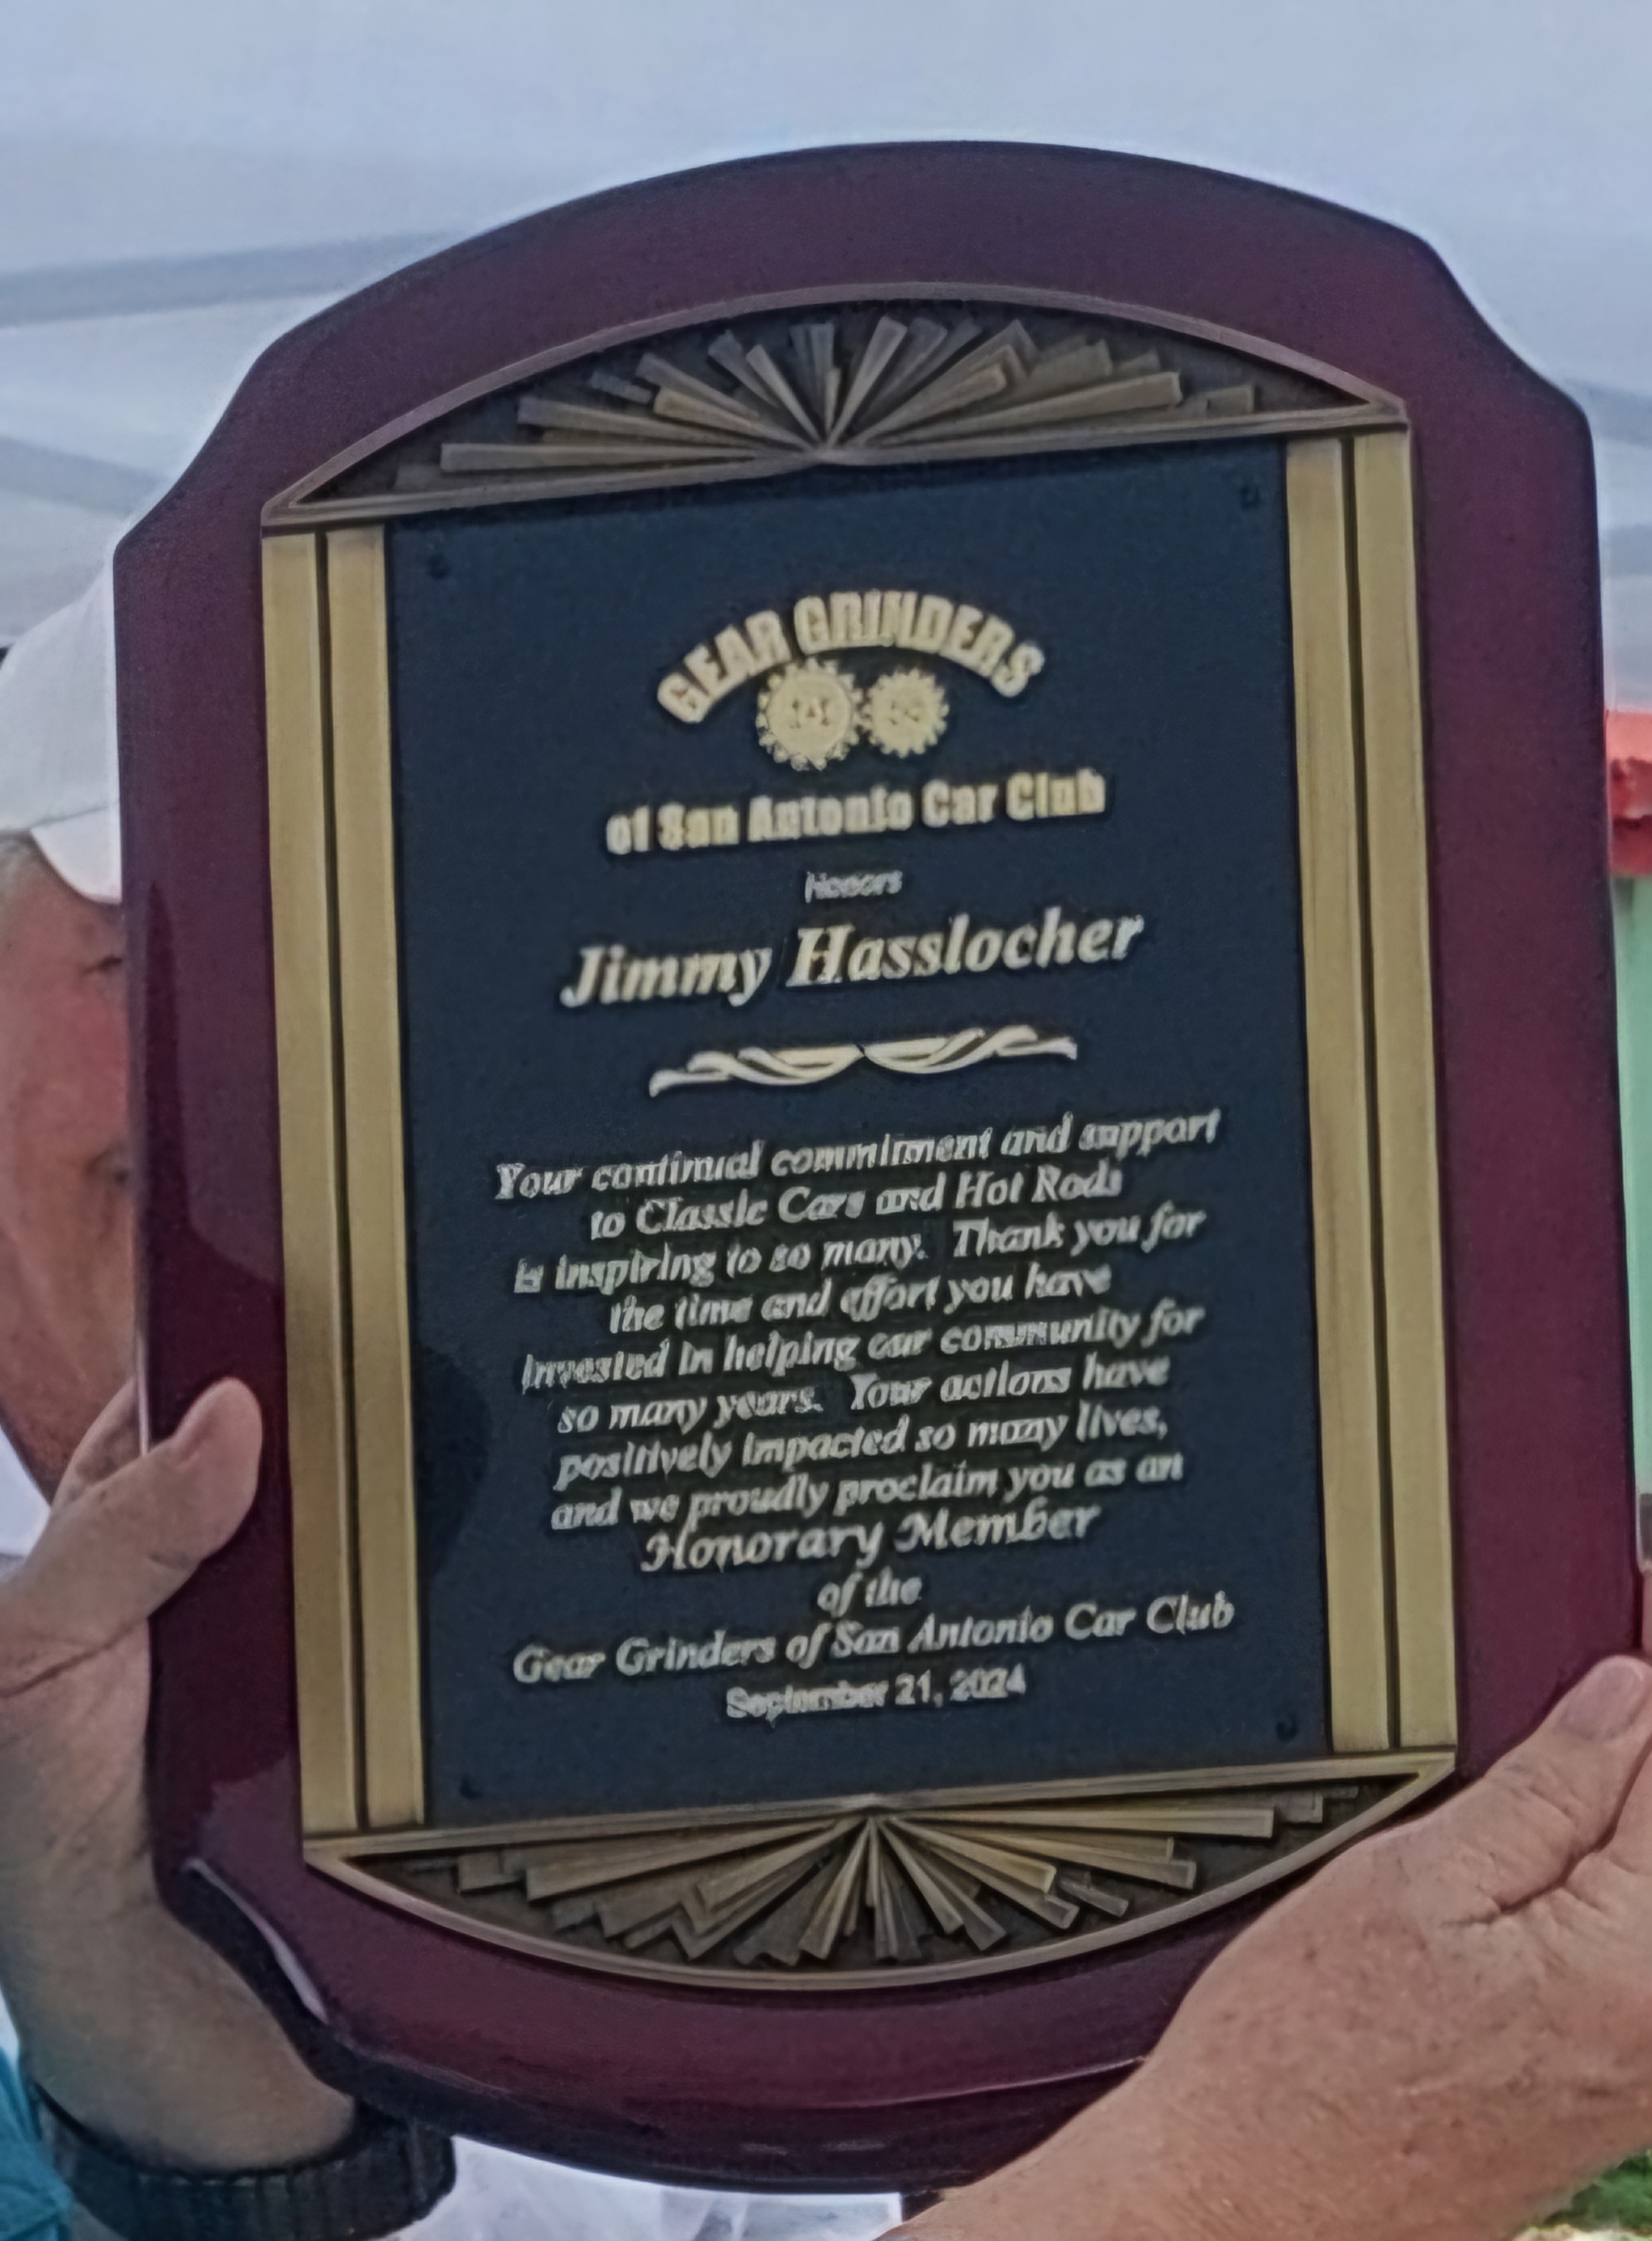 GEAR GRINDERS
of San Antonio Car Club
Honors
Jimmy Hasslocher
Your continual commitment and support
to Classic Cars and Hot Rods
is inspiring to so many. Thank you for
the time and effort you have
invested in helping our community for
so many years. Your actions have
positively impacted so many lives,
and we proudly proclaim you as an
Honorary Member
of the
Gear Grinders of San Antonio Car Club
September 21, 2024